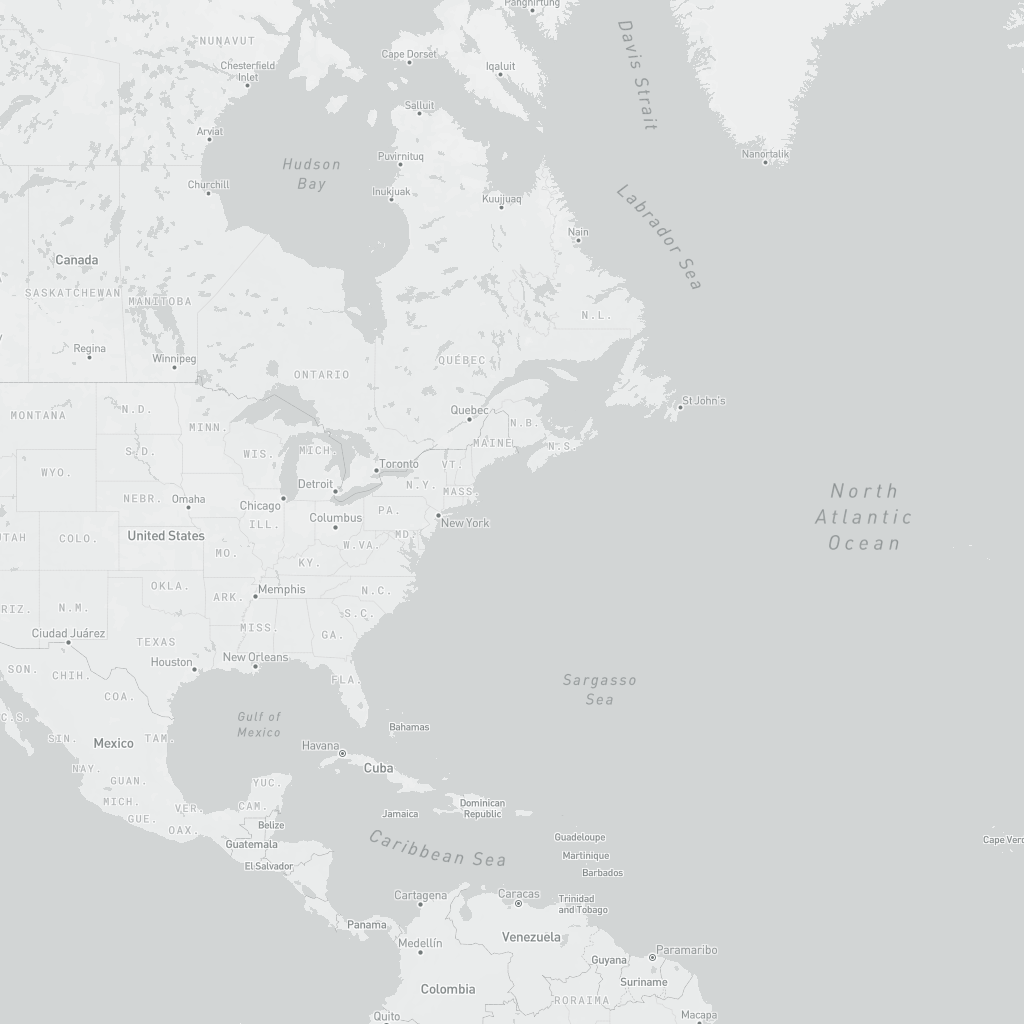 Pangnirtung
NUNAVUT
Cape Dorset
Davis Strait
Chesterfield
Inlet
Iqaluit
Salluit
Arviat
Puvirnituq
Nanortalik
Hudson
Bay
Churchill
Inukjuak
Kuujjuaq
Labrador Sea
Nain
Canada
SASKATCHEWAN
MANITOBA
N.L.
Regina
Winnipeg
QUÉBEC
ONTARIO
St John's
MONTANA
N.D.
Quebec
MINN.
N.B.
MAINE
N.S.
S.D.
WIS.
MICH.
Toronto
VT.
WYO.
Detroit
N.Y.
MASS.
North
Atlantic
Ocean
NEBR.
Omaha
Chicago
PA.
Columbus
New York
ILL.
UTAH
COLO.
United States
MD.
W.VA.
MO.
KY.
OKLA.
Memphis
N.C.
ARK.
RIZ.
N.M.
S.C.
MISS.
GA.
Ciudad Juárez
TEXAS
New Orleans
Houston
SON.
CHIH.
FLA.
Sargasso
Sea
COA.
C.S.
Gulf of
Mexico
Bahamas
SIN.
Mexico
TAM.
Havana
NAY.
Cuba
GUAN.
YUC.
MICH.
VER.
CAM.
Dominican
Republic
Jamaica
GUE.
OAX.
Belize
Caribbean Sea
Guadeloupe
Cape Verd
Guatemala
Martinique
El Salvador
Barbados
Cartagena
Caracas
Trinidad
and Tobago
Panama
Medellín
Venezuela
Paramaribo
Guyana
Suriname
Colombia
RORAIMA
Quito
Macapa